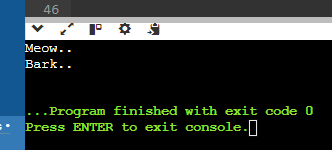 46
Meow..
Bark..
...Program finished with exit code 0
Press ENTER to exit console.